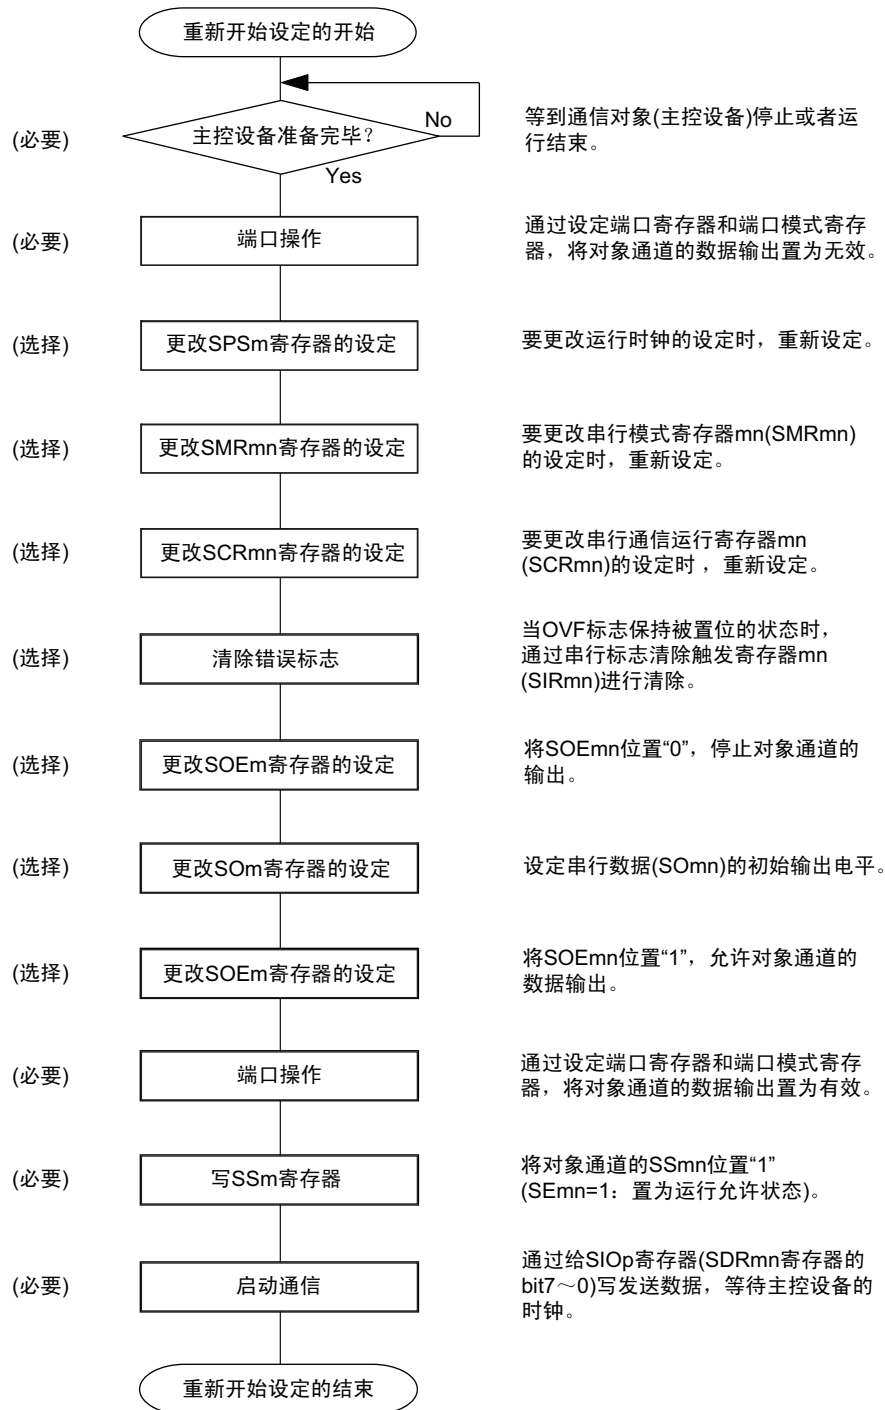 重新开始设定的开始
(必要)
主控设备准备完毕？
No
Yes
等到通信对象(主控设备)停止或者运
行结束。
(必要)
端口操作
通过设定端口寄存器和端口模式寄存
器，将对象通道的数据输出置为无效。
(选择)
更改SPSm寄存器的设定
要更改运行时钟的设定时，重新设定。
(选择)
更改SMRmn寄存器的设定
要更改串行模式寄存器mn(SMRmn)
的设定时，重新设定。
(选择)
更改SCRmn寄存器的设定
要更改串行通信运行寄存器mn
(SCRmn)的设定时，重新设定。
(选择)
清除错误标志
当OVF标志保持被置位的状态时，
通过串行标志清除触发寄存器mn
(SIRmn)进行清除。
(选择)
更改SOEm寄存器的设定
将SOEmn位置“0”，停止对象通道的
输出。
(选择)
更改SOm寄存器的设定
设定串行数据(SOmn)的初始输出电平。
(选择)
更改SOEm寄存器的设定
将SOEmn位置“1”，允许对象通道的
数据输出。
(必要)
端口操作
通过设定端口寄存器和端口模式寄存
器，将对象通道的数据输出置为有效。
(必要)
写SSm寄存器
将对象通道的SSmn位置“1”
(SEmn=1：置为运行允许状态)。
(必要)
启动通信
通过给SIOp寄存器(SDRmn寄存器的
bit7～0)写发送数据，等待主控设备的
时钟。
重新开始设定的结束